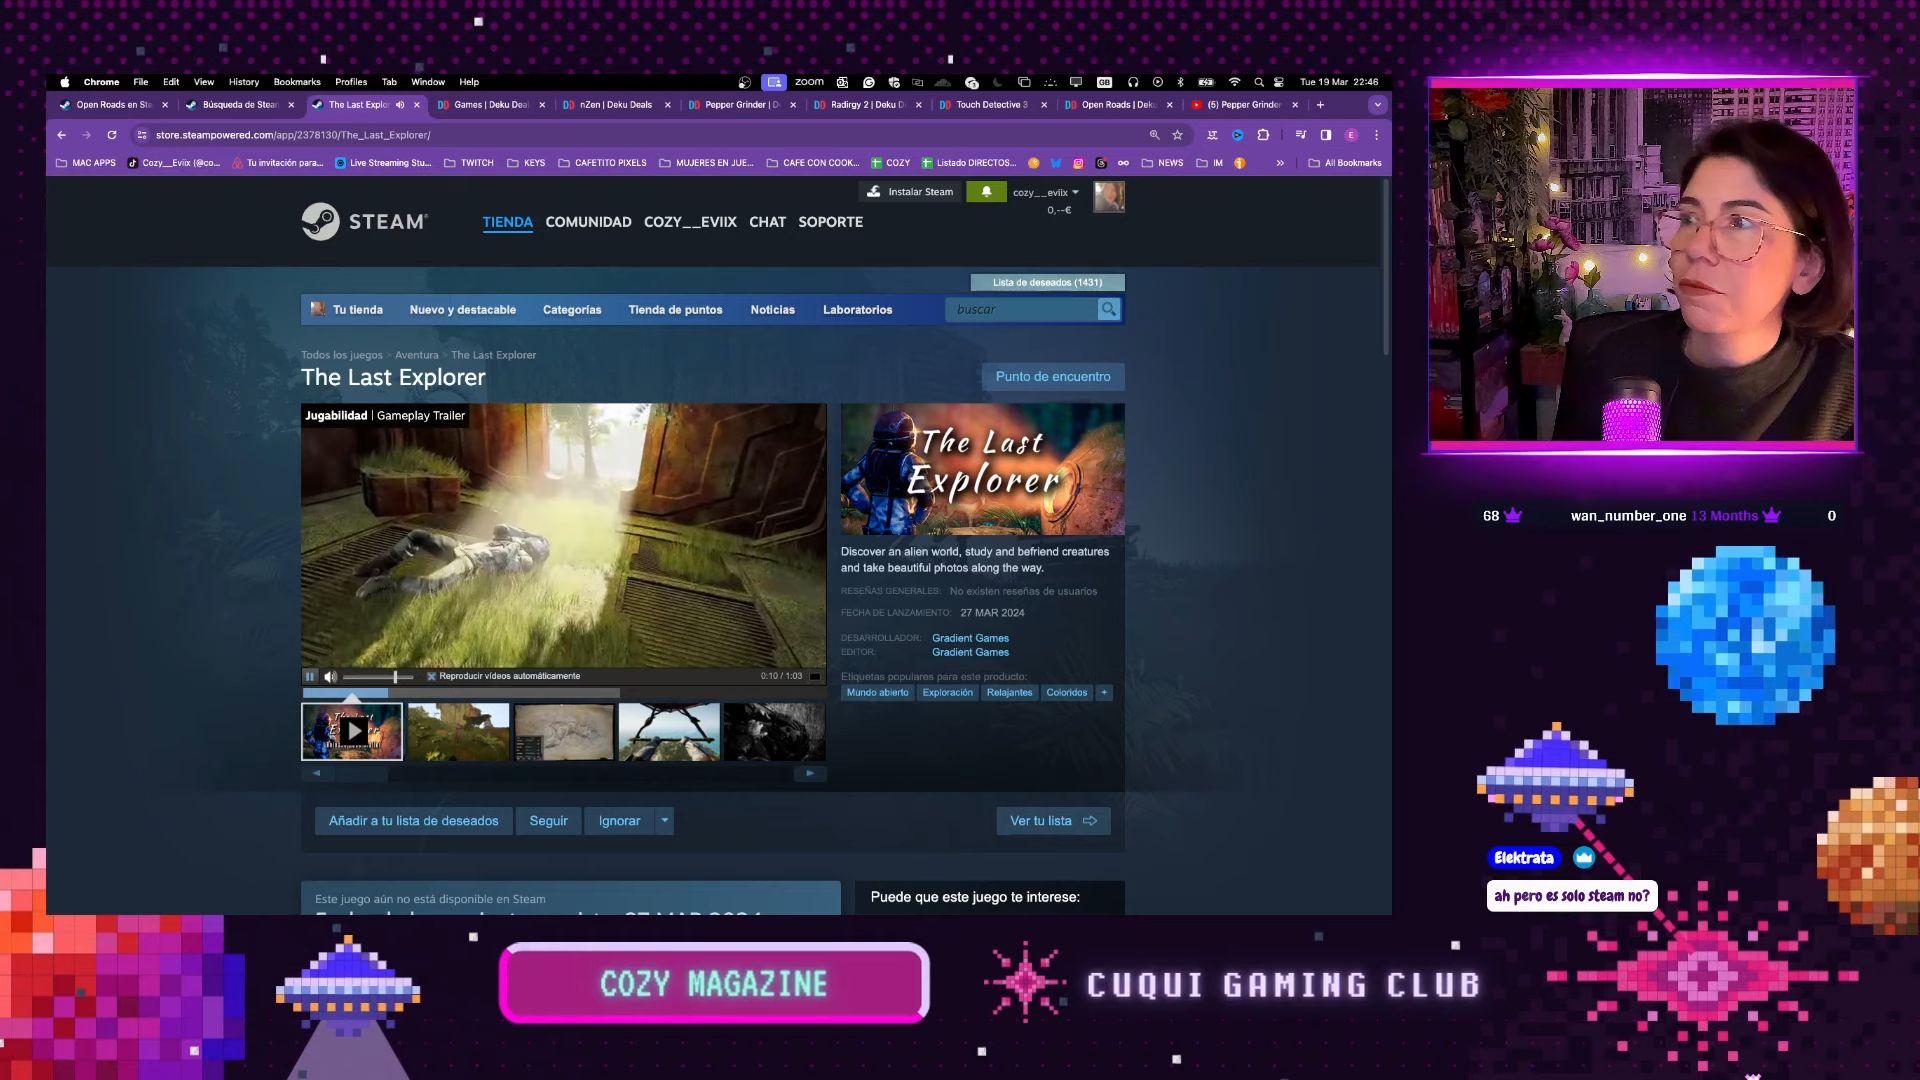 Chrome File Edit View History Bookmarks Profiles Tab Window Help
zoom GB Tue 19 Mar 22:46
Open Roads en Ste Búsqueda de Steam The Last Explor Games | Deku Deal nZen | Deku Deals Pepper Grinder | D Radirgy 2 | Deku D Touch Detective 3 Open Roads | Deku (5) Pepper Grinder
store.steampowered.com/app/2378130/The_Last_Explorer/
E
MAC APPS Cozy__Eviix (@co... Tu invitación para... Live Streaming Stu... TWITCH KEYS CAFETITO PIXELS MUJERES EN JUE... CAFE CON COOK... COZY Listado DIRECTOS... NEWS IM » All Bookmarks
Instalar Steam cozy__eviix
0,--€
STEAM®
TIENDA COMUNIDAD COZY__EVIIX CHAT SOPORTE
Lista de deseados (1431)
Tu tienda Nuevo y destacable Categorías Tienda de puntos Noticias Laboratorios buscar
Todos los juegos > Aventura > The Last Explorer
The Last Explorer
Punto de encuentro
Jugabilidad | Gameplay Trailer
The Last
Explorer
Discover an alien world, study and befriend creatures
and take beautiful photos along the way.
RESEÑAS GENERALES: No existen reseñas de usuarios
FECHA DE LANZAMIENTO: 27 MAR 2024
DESARROLLADOR: Gradient Games
EDITOR: Gradient Games
Etiquetas populares para este producto:
Mundo abierto Exploración Relajantes Coloridos +
Reproducir vídeos automáticamente 0:10 / 1:03
The Last
Explorer
Añadir a tu lista de deseados Seguir Ignorar Ver tu lista
Este juego aún no está disponible en Steam
Puede que este juego te interese:
68 wan_number_one 13 Months 0
Elektrata
ah pero es solo steam no?
COZY MAGAZINE
CUQUI GAMING CLUB